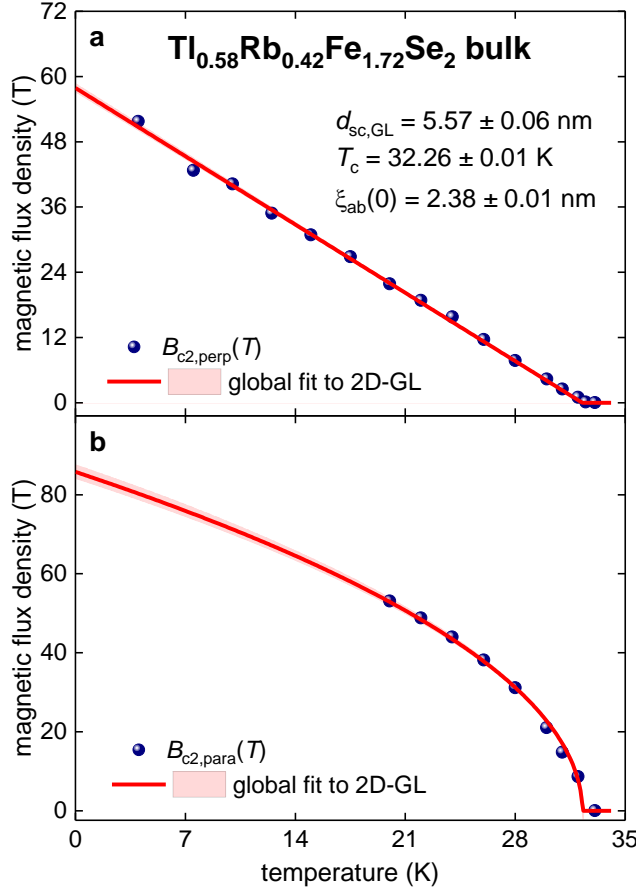 a
Tl0.58Rb0.42Fe1.72Se2 bulk
dsc,GL = 5.57 ± 0.06 nm
Tc = 32.26 ± 0.01 K
ξab(0) = 2.38 ± 0.01 nm
magnetic flux density (T)
72
60
48
36
24
12
0
Bc2,perp(T)
global fit to 2D-GL
b
magnetic flux density (T)
80
60
40
20
0
Bc2,para(T)
global fit to 2D-GL
0 7 14 21 28 35
temperature (K)